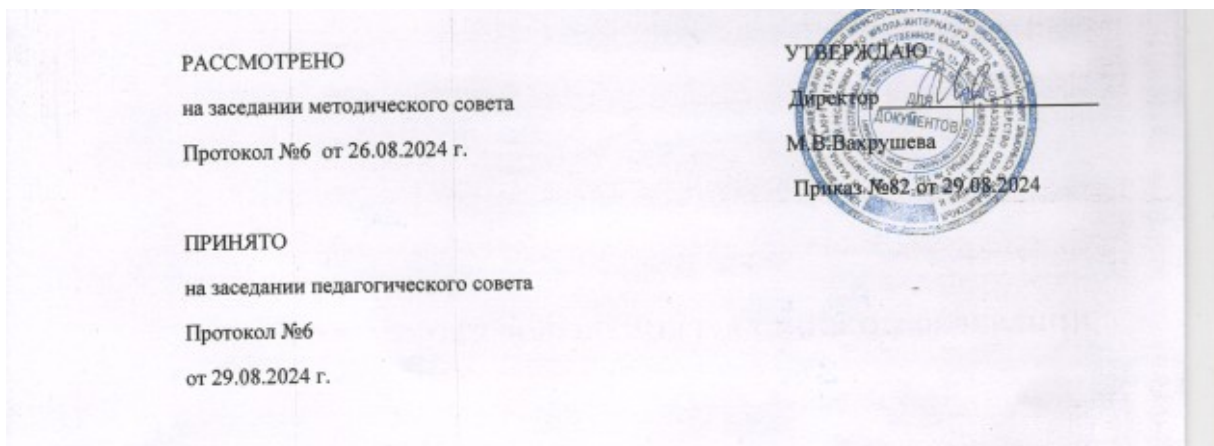 РАССМОТРЕНО
на заседании методического совета
Протокол №6 от 26.08.2024 г.
ПРИНЯТО
на заседании педагогического совета
Протокол №6
от 29.08.2024 г.
УТВЕРЖДАЮ
Директор
М.В.Вахрушева
Приказ №82 от 29.08.2024
для
ДОКУМЕНТОВ